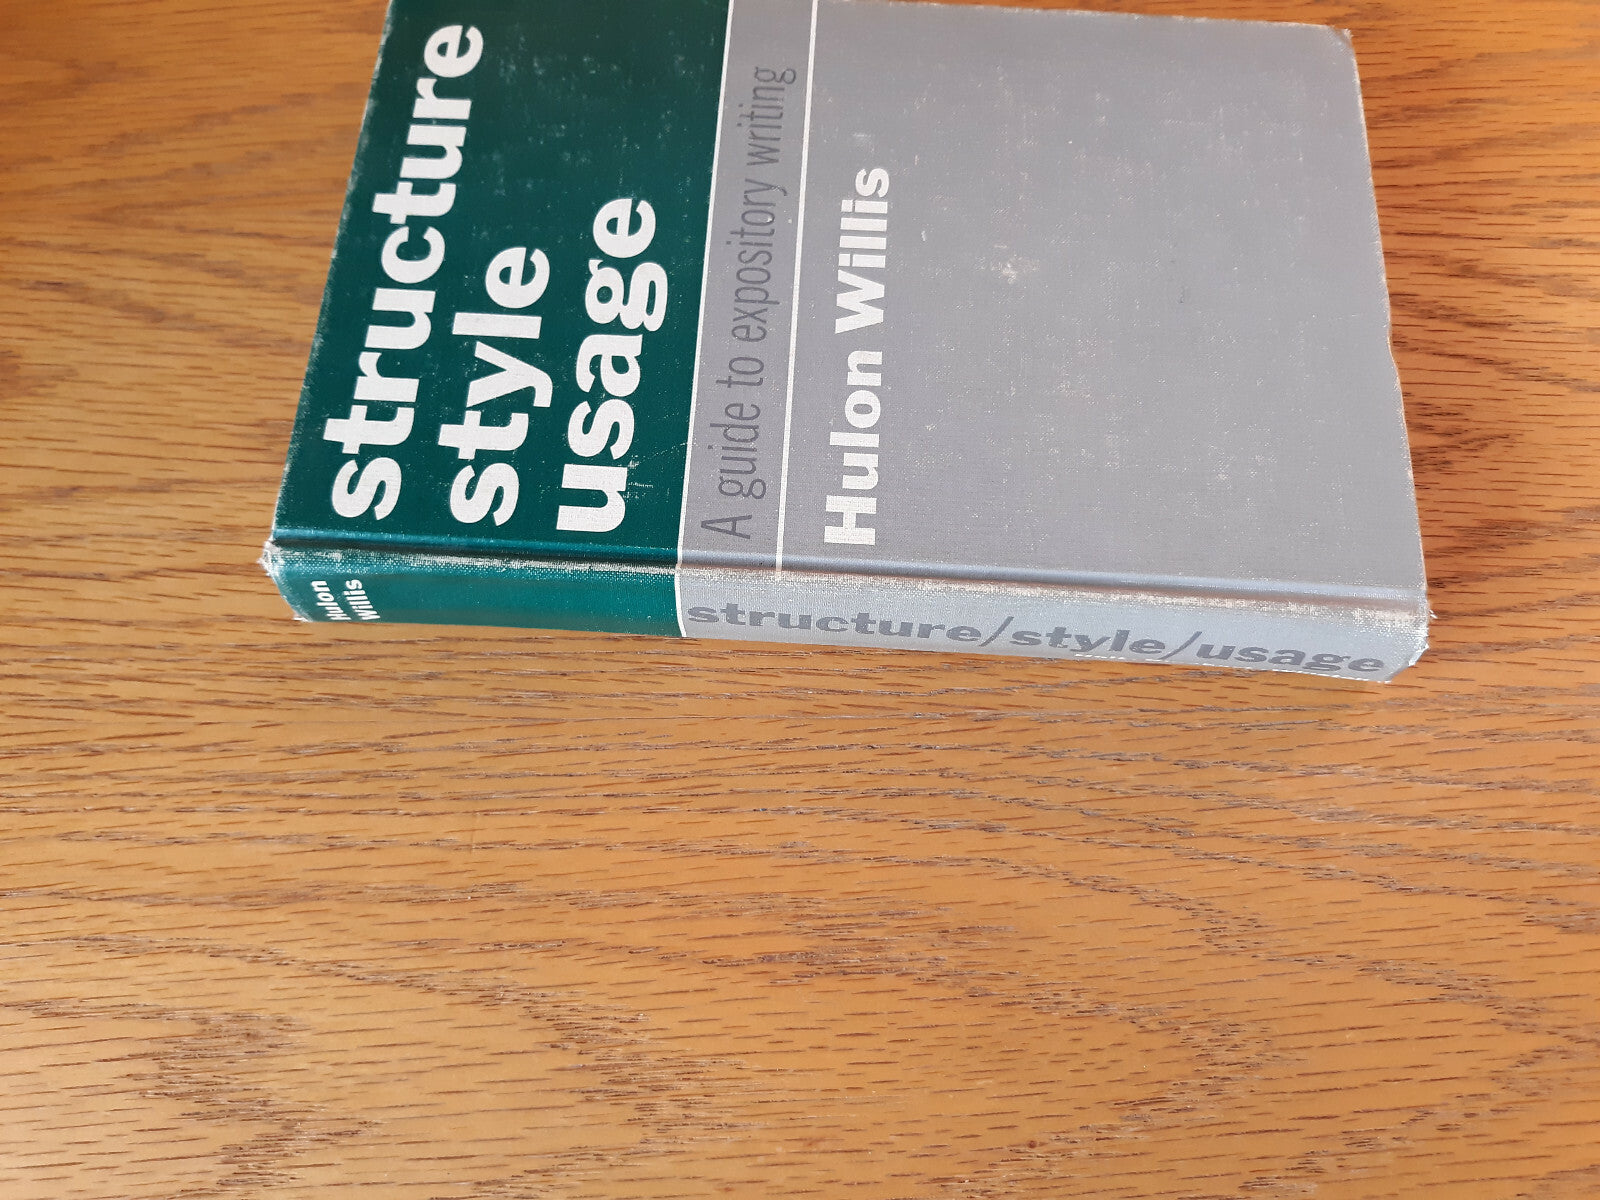 structure
style
usage
A guide to expository writing
Hulon Willis
Hulon
Willis
structure/style/usage